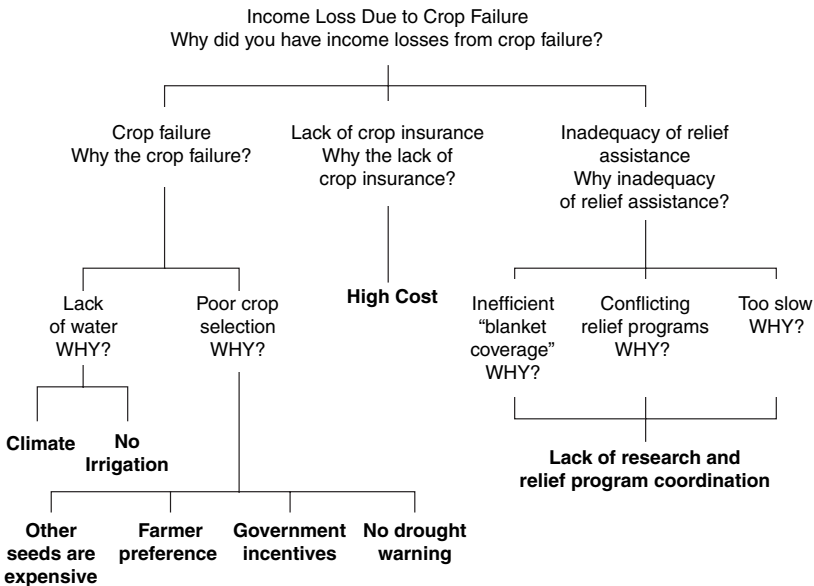 Income Loss Due to Crop Failure
Why did you have income losses from crop failure?
Crop failure
Why the crop failure?
Lack of crop insurance
Why the lack of
crop insurance?
Inadequacy of relief
assistance
Why inadequacy
of relief assistance?
Lack
of water
WHY?
Poor crop
selection
WHY?
High Cost
Inefficient
“blanket
coverage”
WHY?
Conflicting
relief programs
WHY?
Too slow
WHY?
Climate
No
Irrigation
Lack of research and
relief program coordination
Other
seeds are
expensive
Farmer
preference
Government
incentives
No drought
warning